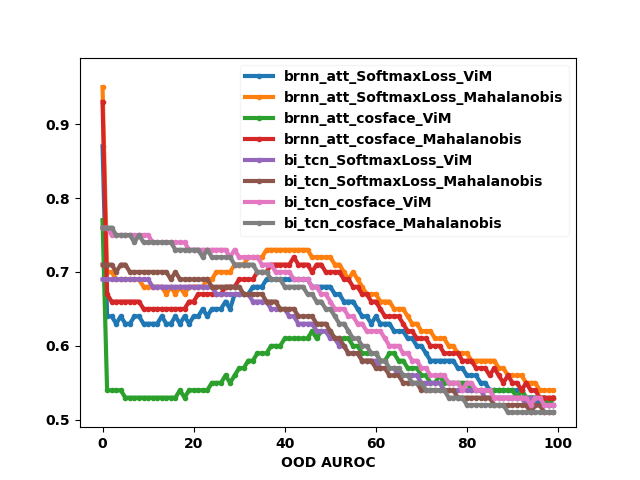 brnn_att_SoftmaxLoss_ViM
brnn_att_SoftmaxLoss_Mahalanobis
brnn_att_cosface_ViM
brnn_att_cosface_Mahalanobis
bi_tcn_SoftmaxLoss_ViM
bi_tcn_SoftmaxLoss_Mahalanobis
bi_tcn_cosface_ViM
bi_tcn_cosface_Mahalanobis
0.9
0.8
0.7
0.6
0.5
0 20 40 60 80 100
OOD AUROC